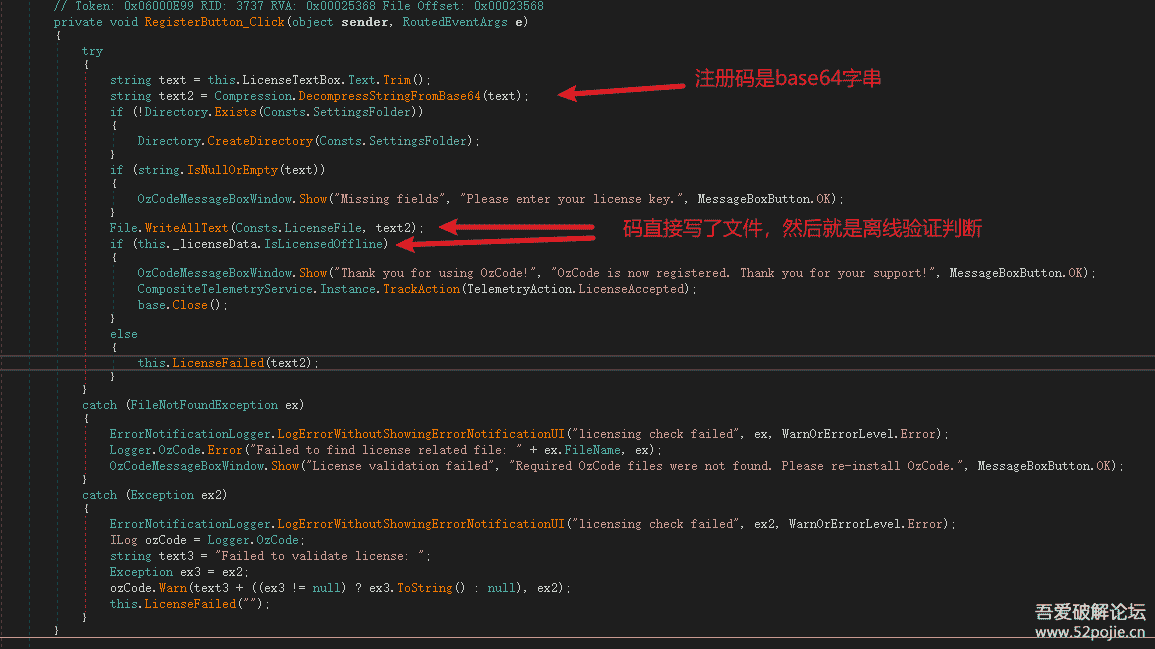 // Token: 0x06000E99 RID: 3737 RVA: 0x00025368 File Offset: 0x00023568
private void RegisterButton_Click(object sender, RoutedEventArgs e)
{
try
{
string text = this.LicenseTextBox.Text.Trim();
注册码是base64字串
string text2 = Compression.DecompressStringFromBase64(text);
if (!Directory.Exists(Consts.SettingsFolder))
{
Directory.CreateDirectory(Consts.SettingsFolder);
}
if (string.IsNullOrEmpty(text))
{
OzCodeMessageBoxWindow.Show("Missing fields", "Please enter your license key.", MessageBoxButton.OK);
}
File.WriteAllText(Consts.LicenseFile, text2);
码直接写了文件，然后就是离线验证判断
if (this._licenseData.IsLicensedOffline)
{
OzCodeMessageBoxWindow.Show("Thank you for using OzCode!", "OzCode is now registered. Thank you for your support!", MessageBoxButton.OK);
CompositeTelemetryService.Instance.TrackAction(TelemetryAction.LicenseAccepted);
base.Close();
}
else
{
this.LicenseFailed(text2);
}
}
catch (FileNotFoundException ex)
{
ErrorNotificationLogger.LogErrorWithoutShowingErrorNotificationUI("licensing check failed", ex, WarnOrErrorLevel.Error);
Logger.OzCode.Error("Failed to find license related file: " + ex.FileName, ex);
OzCodeMessageBoxWindow.Show("License validation failed", "Required OzCode files were not found. Please re-install OzCode.", MessageBoxButton.OK);
}
catch (Exception ex2)
{
ErrorNotificationLogger.LogErrorWithoutShowingErrorNotificationUI("licensing check failed", ex2, WarnOrErrorLevel.Error);
ILog ozCode = Logger.OzCode;
string text3 = "Failed to validate license: ";
Exception ex3 = ex2;
ozCode.Warn(text3 + ((ex3 != null) ? ex3.ToString() : null), ex2);
this.LicenseFailed("");
}
}
吾爱破解论坛
www.52pojie.cn